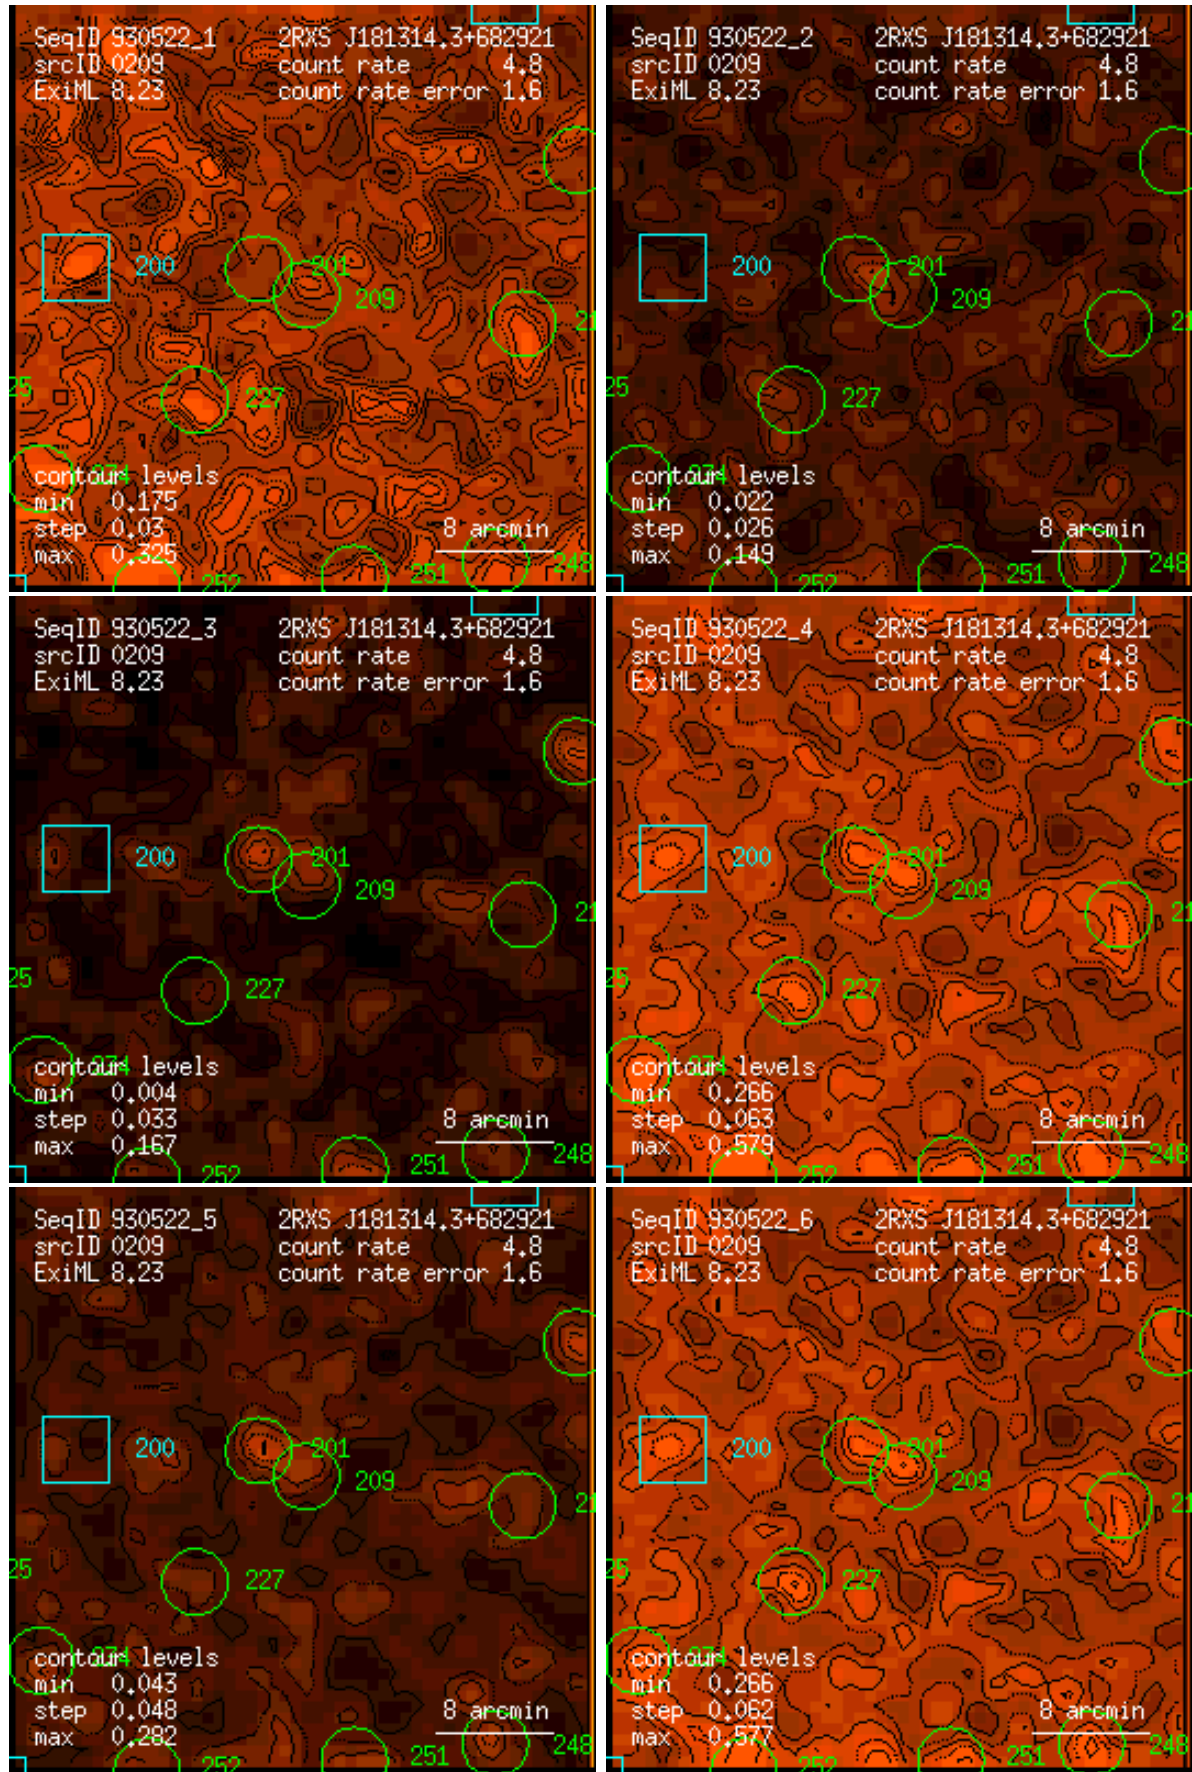 SeqID 930522_1 2RXS J181314.3+682921
srcID 0209 count rate 4.8
ExiML 8.23 count rate error 1.6
200
201
209
21
25
227
274
contour levels
min 0.175
step 0.03
max 0.325
8 arcmin
252
251
248
SeqID 930522_2 2RXS J181314.3+682921
srcID 0209 count rate 4.8
ExiML 8.23 count rate error 1.6
200
201
209
21
25
227
274
contour levels
min 0.022
step 0.026
max 0.149
8 arcmin
252
251
248
SeqID 930522_3 2RXS J181314.3+682921
srcID 0209 count rate 4.8
ExiML 8.23 count rate error 1.6
200
201
209
21
25
227
contour levels
min 0.004
step 0.033
max 0.167
8 arcmin
252
251
248
SeqID 930522_4 2RXS J181314.3+682921
srcID 0209 count rate 4.8
ExiML 8.23 count rate error 1.6
200
201
209
21
25
227
contour levels
min 0.266
step 0.063
max 0.579
8 arcmin
252
251
248
SeqID 930522_5 2RXS J181314.3+682921
srcID 0209 count rate 4.8
ExiML 8.23 count rate error 1.6
200
201
209
21
25
227
contour levels
min 0.043
step 0.048
max 0.282
8 arcmin
252
251
248
SeqID 930522_6 2RXS J181314.3+682921
srcID 0209 count rate 4.8
ExiML 8.23 count rate error 1.6
200
201
209
21
25
227
contour levels
min 0.266
step 0.062
max 0.577
8 arcmin
252
251
248